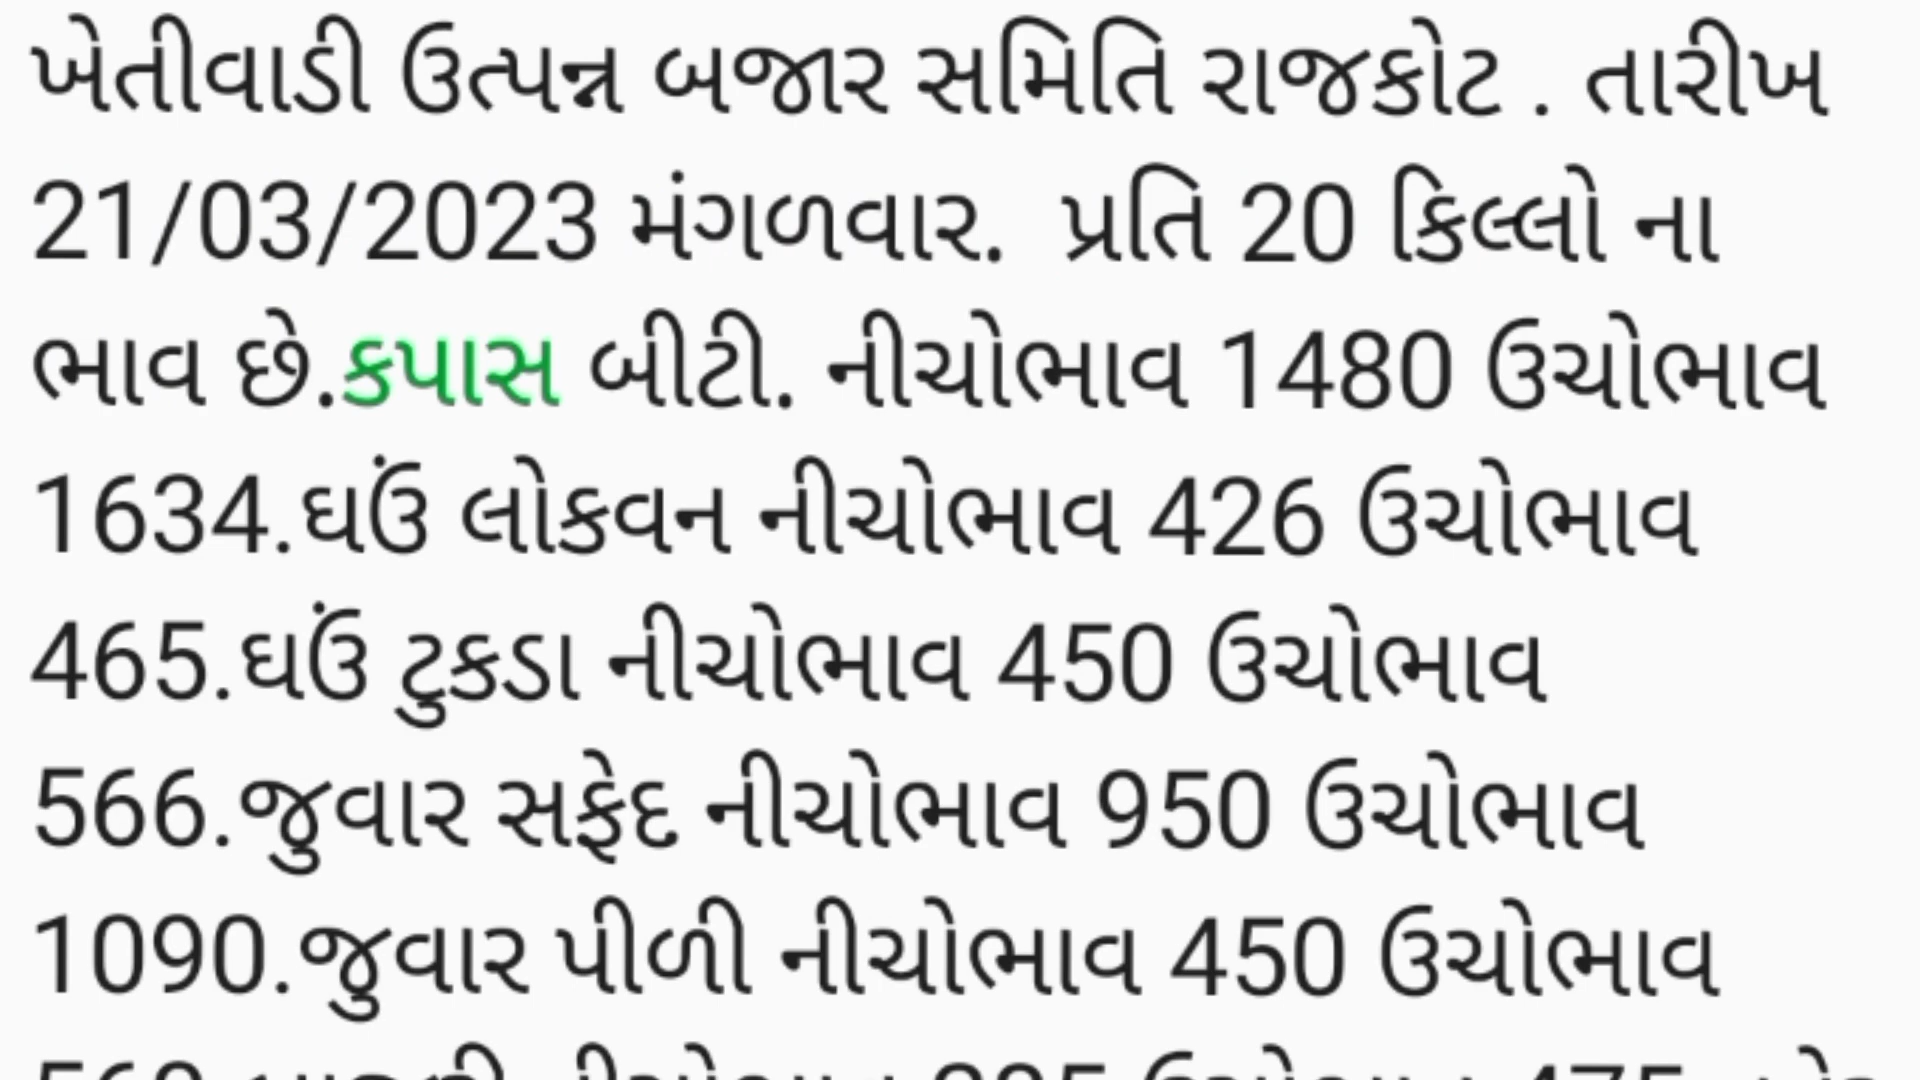 ખેતીવાડી ઉત્પન્ન બજાર સમિતિ રાજકોટ . તારીખ
21/03/2023 મંગળવાર.  પ્રતિ 20 કિલ્લો ના
ભાવ છે.કપાસ બીટી. નીચોભાવ 1480 ઉચોભાવ
1634.ઘઉં લોકવન નીચોભાવ 426 ઉચોભાવ
465.ઘઉં ટુકડા નીચોભાવ 450 ઉચોભાવ
566.જુવાર સફેદ નીચોભાવ 950 ઉચોભાવ
1090.જુવાર પીળી નીચોભાવ 450 ઉચોભાવ